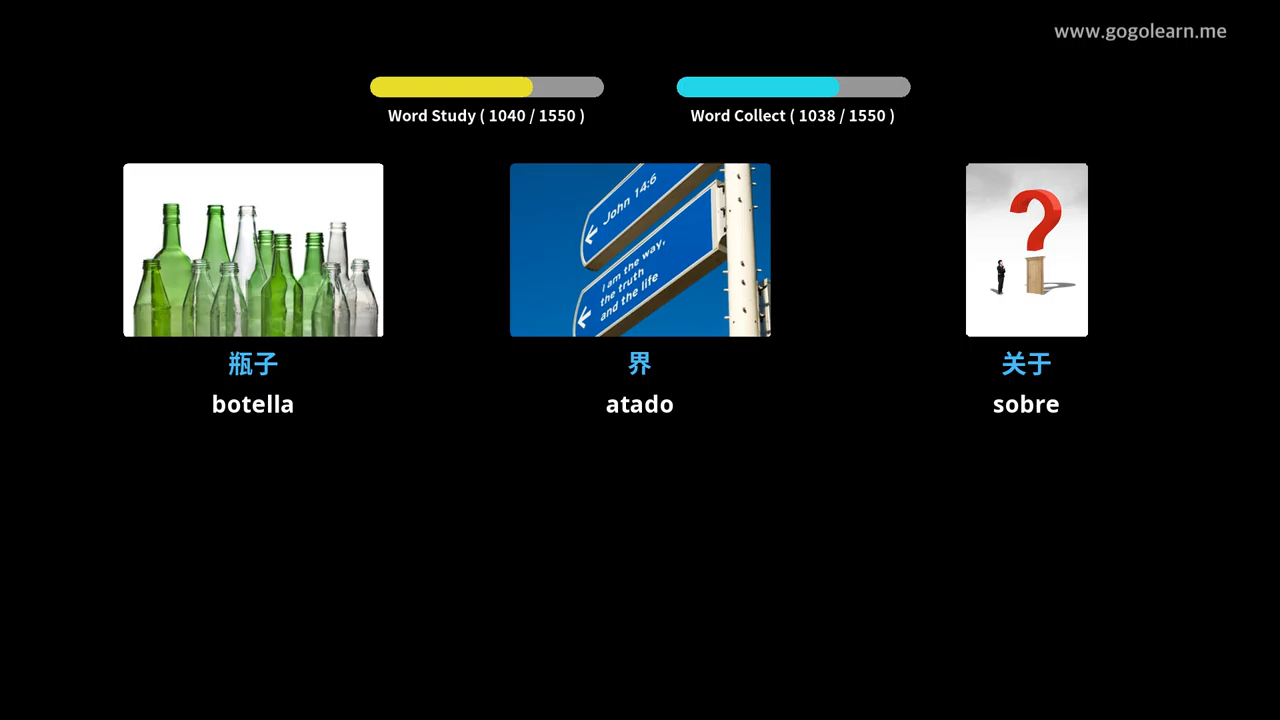 www.gogolearn.me
Word Study ( 1040 / 1550 )
Word Collect ( 1038 / 1550 )
John 14:6
I am the way,
the truth
and the life
瓶子
界
关于
botella
atado
sobre